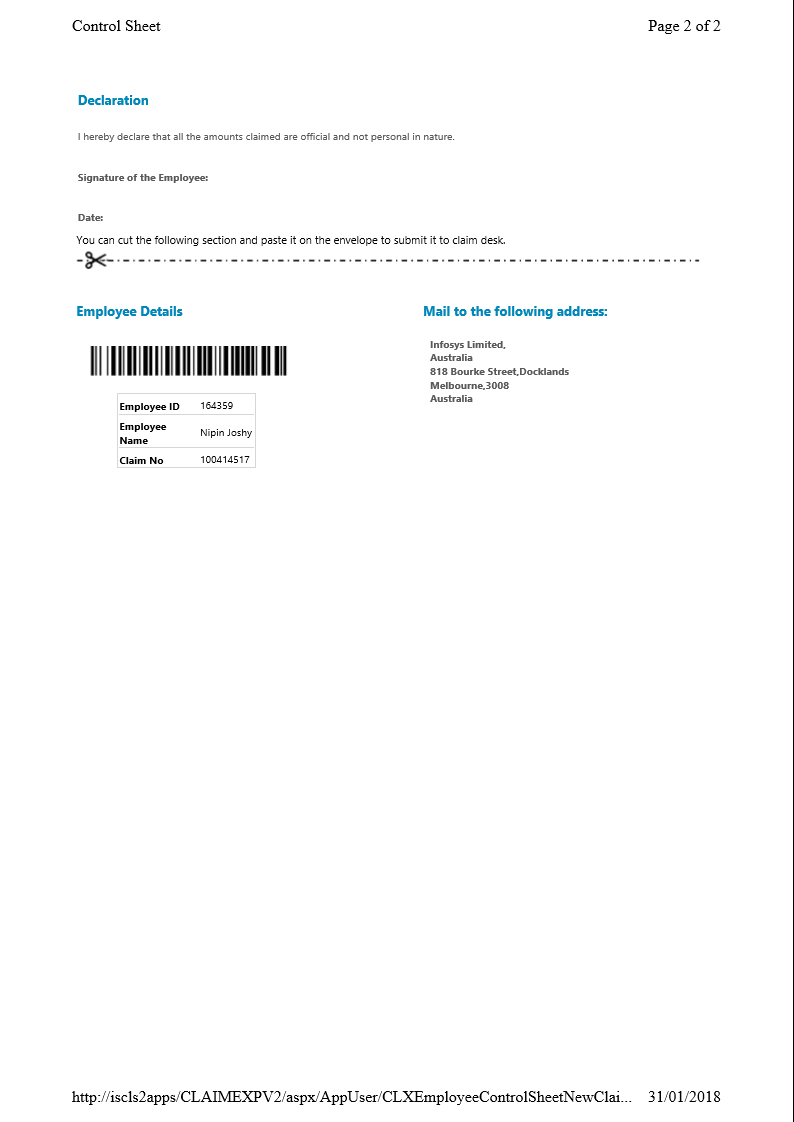 Control Sheet Page 2 of 2
Declaration
I hereby declare that all the amounts claimed are official and not personal in nature.
Signature of the Employee:
Date:
You can cut the following section and paste it on the envelope to submit it to claim desk.
Employee Details
Employee ID 164359
Employee
Name
Nipin Joshy
Claim No 100414517
Mail to the following address:
Infosys Limited,
Australia
818 Bourke Street,Docklands
Melbourne,3008
Australia
http://iscls2apps/CLAIMEXPV2/aspx/AppUser/CLXEmployeeControlSheetNewClai... 31/01/2018